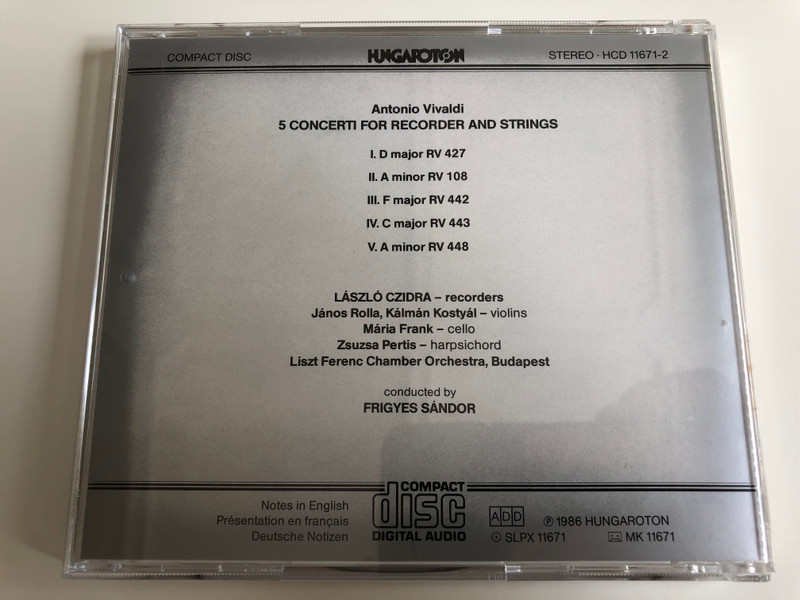 COMPACT DISC
HUNGAROTON
STEREO · HCD 11671-2
Antonio Vivaldi
5 CONCERTI FOR RECORDER AND STRINGS
I. D major RV 427
II. A minor RV 108
III. F major RV 442
IV. C major RV 443
V. A minor RV 448
LÁSZLÓ CZIDRA – recorders
János Rolla, Kálmán Kostyál – violins
Mária Frank – cello
Zsuzsa Pertis – harpsichord
Liszt Ferenc Chamber Orchestra, Budapest
conducted by
FRIGYES SÁNDOR
Notes in English
Présentation en français
Deutsche Notizen
COMPACT
disc
DIGITAL AUDIO
ADD
℗ 1986 HUNGAROTON
SLPX 11671
MK 11671